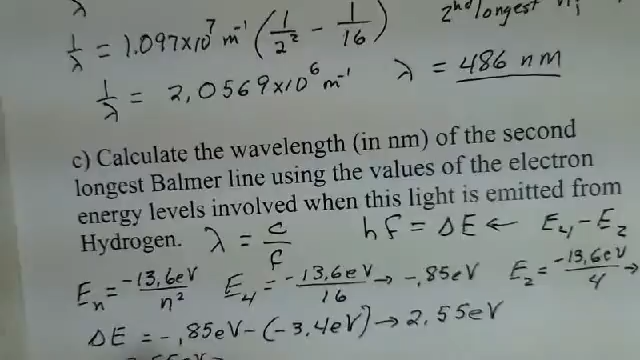 λ
2nd longest n
1/λ = 1.097x10^7 m^-1 (1/2^2 - 1/16)
1/λ = 2.0569x10^6 m^-1 λ = 486 nm
c) Calculate the wavelength (in nm) of the second
longest Balmer line using the values of the electron
energy levels involved when this light is emitted from
Hydrogen. λ = c/f hf = ΔE ← E4 - E2
En = -13.6eV/n^2 E4 = -13.6eV/16 → -.85eV E2 = -13.6eV/4 →
ΔE = -.85eV - (-3.4eV) → 2.55eV